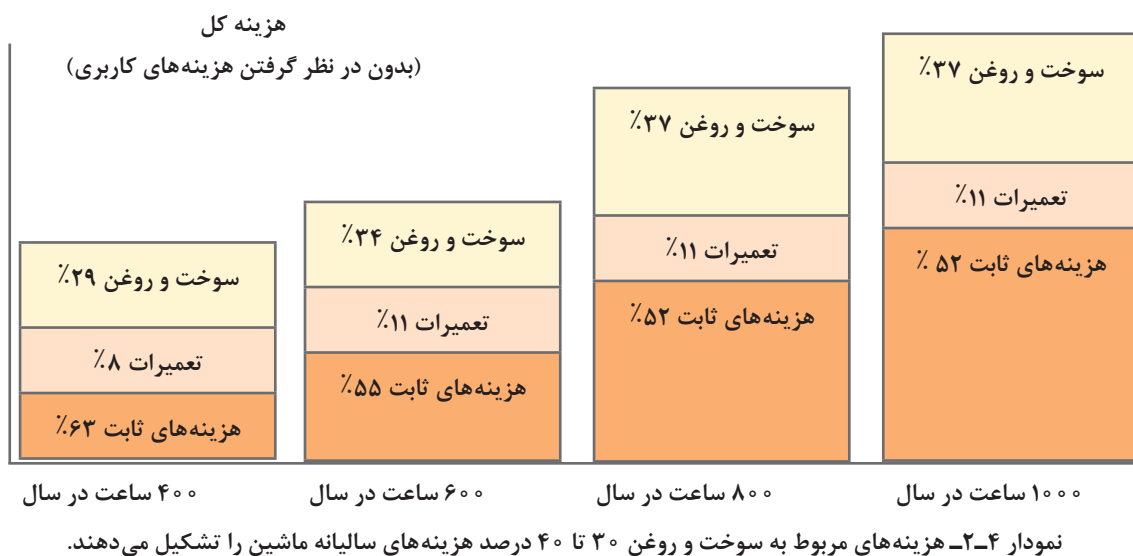 هزینه کل
(بدون در نظر گرفتن هزینه‌های کاربری)
سوخت و روغن ۳۷٪
تعمیرات ۱۱٪
هزینه‌های ثابت ۵۲ ٪
سوخت و روغن ۳۷٪
تعمیرات ۱۱٪
هزینه‌های ثابت ۵۲٪
سوخت و روغن ۳۴٪
تعمیرات ۱۱٪
هزینه‌های ثابت ۵۵٪
سوخت و روغن ۲۹٪
تعمیرات ۸٪
هزینه‌های ثابت ۶۳٪
۱۰۰۰ ساعت در سال
۸۰۰ ساعت در سال
۶۰۰ ساعت در سال
۴۰۰ ساعت در سال
نمودار ۴ــ۲ــ هزینه‌های مربوط به سوخت و روغن ۳۰ تا ۴۰ درصد هزینه‌های سالیانه ماشین را تشکیل می‌دهند.